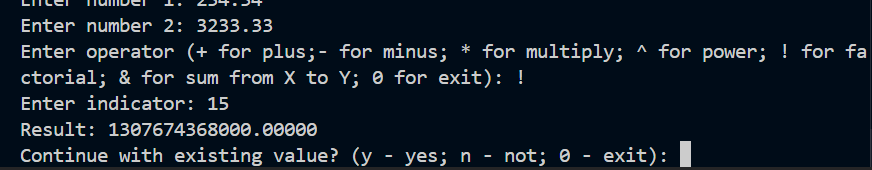 Enter number 1: 234.34
Enter number 2: 3233.33
Enter operator (+ for plus;- for minus; * for multiply; ^ for power; ! for fa
ctorial; & for sum from X to Y; 0 for exit): !
Enter indicator: 15
Result: 1307674368000.00000
Continue with existing value? (y - yes; n - not; 0 - exit):